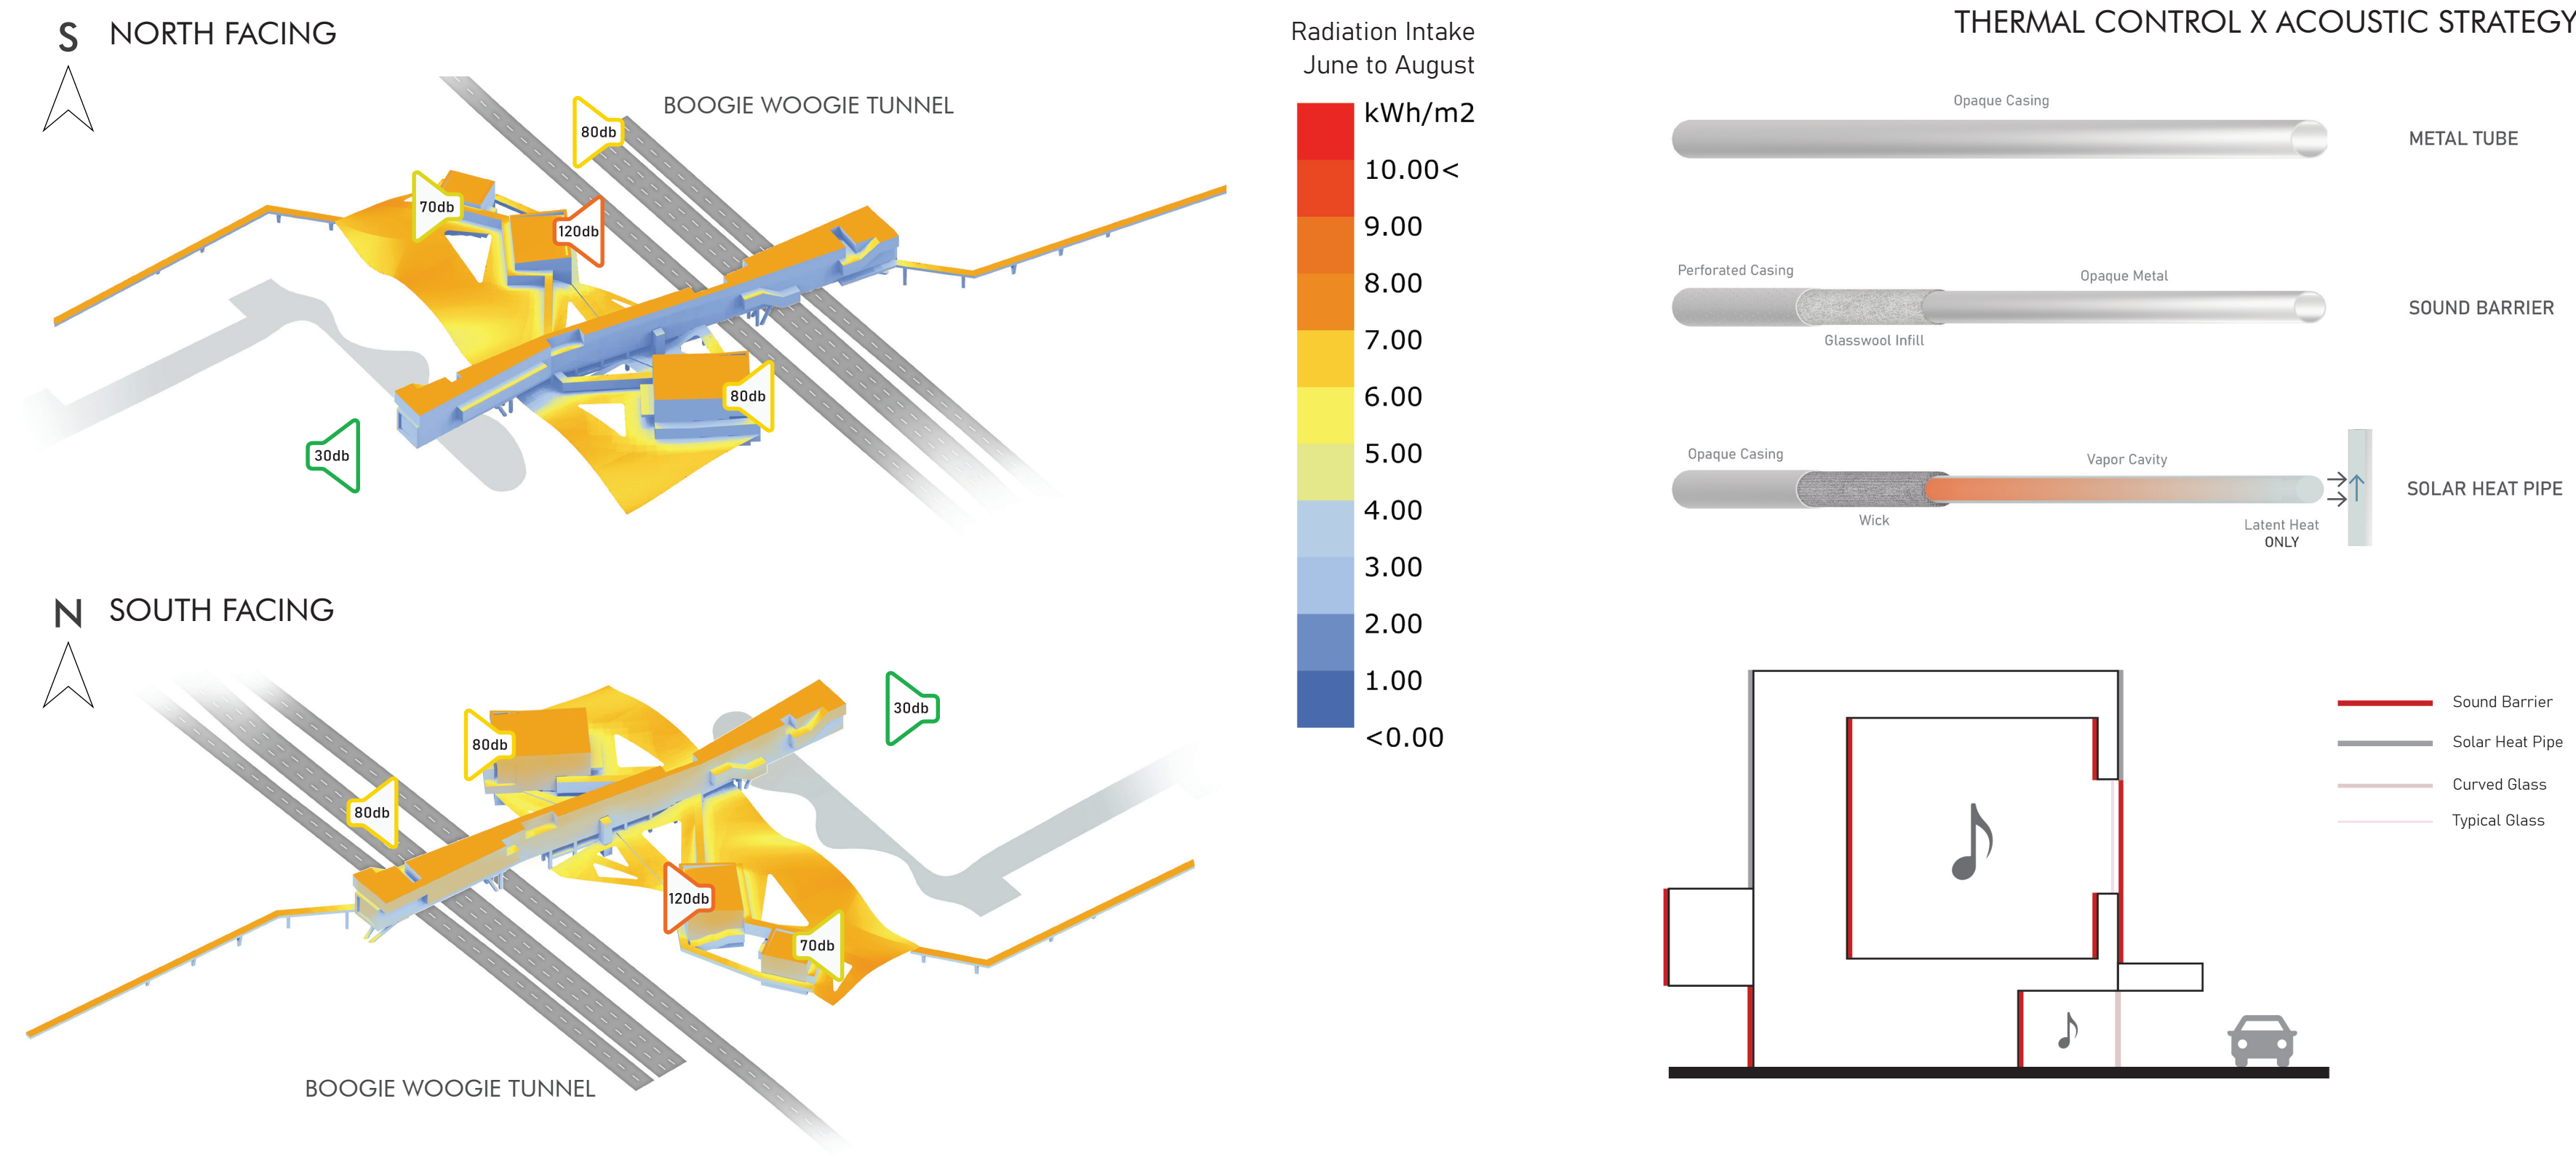 S NORTH FACING
BOOGIE WOOGIE TUNNEL
80db
70db
120db
80db
30db
N SOUTH FACING
30db
80db
80db
120db
70db
BOOGIE WOOGIE TUNNEL
Radiation Intake
June to August
kWh/m2
10.00<
9.00
8.00
7.00
6.00
5.00
4.00
3.00
2.00
1.00
<0.00
THERMAL CONTROL X ACOUSTIC STRATEGY
Opaque Casing
METAL TUBE
Perforated Casing
Opaque Metal
SOUND BARRIER
Glasswool Infill
Opaque Casing
Vapor Cavity
SOLAR HEAT PIPE
Wick
Latent Heat
ONLY
Sound Barrier
Solar Heat Pipe
Curved Glass
Typical Glass